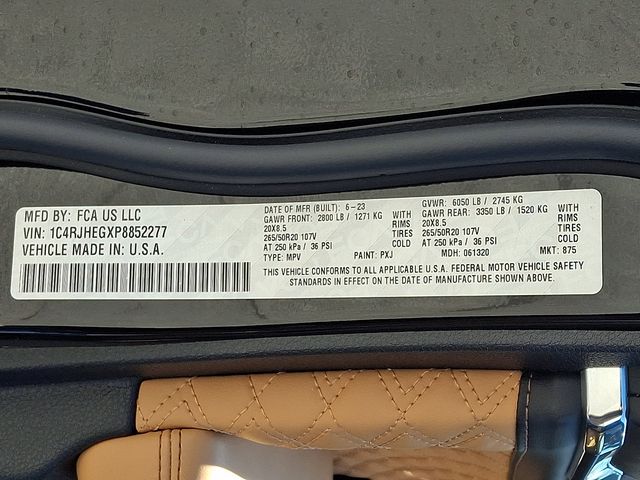 MFD BY: FCA US LLC
VIN: 1C4RJHEGXP8852277
VEHICLE MADE IN: U.S.A.
DATE OF MFR (BUILT): 6-23
GAWR FRONT: 2800 LB / 1271 KG WITH
20X8.5 RIMS
265/50R20 107V TIRES
AT 250 kPa / 36 PSI
TYPE: MPV PAINT: PXJ
GVWR: 6050 LB / 2745 KG
GAWR REAR: 3350 LB / 1520 KG WITH
20X8.5 RIMS
265/50R20 107V TIRES
AT 250 kPa / 36 PSI
MDH: 061320 MKT: 875
THIS VEHICLE CONFORMS TO ALL APPLICABLE U.S.A. FEDERAL MOTOR VEHICLE SAFETY
STANDARDS IN EFFECT ON THE DATE OF MANUFACTURE SHOWN ABOVE.